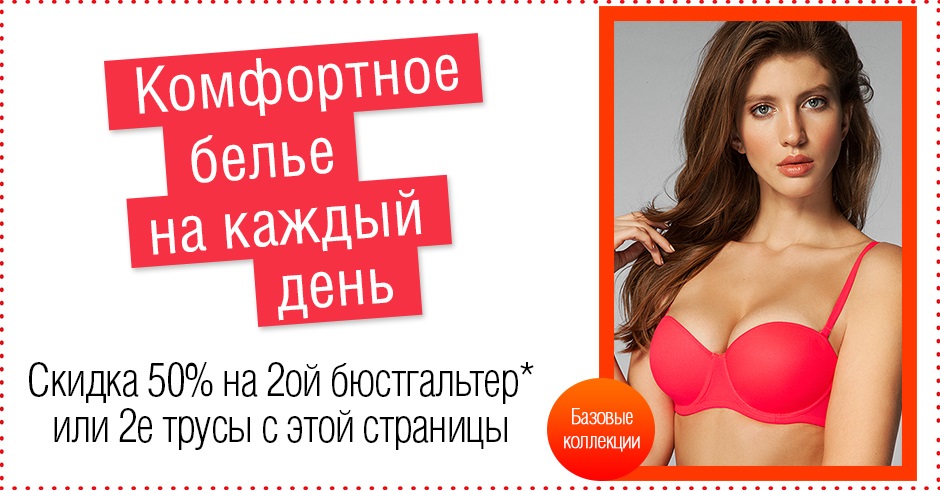 Комфортное
белье
на каждый
день
Скидка 50% на 2ой бюстгальтер*
или 2е трусы с этой страницы
Базовые
коллекции